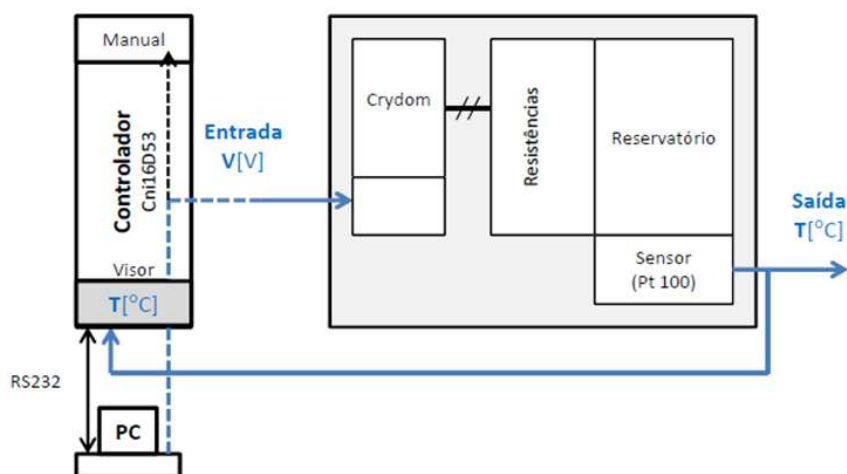 Manual
Controlador
Cni16D53
Visor
T[°C]
RS232
PC
Entrada
V[V]
Crydom
Resistências
Reservatório
Sensor
(Pt 100)
Saída
T[°C]